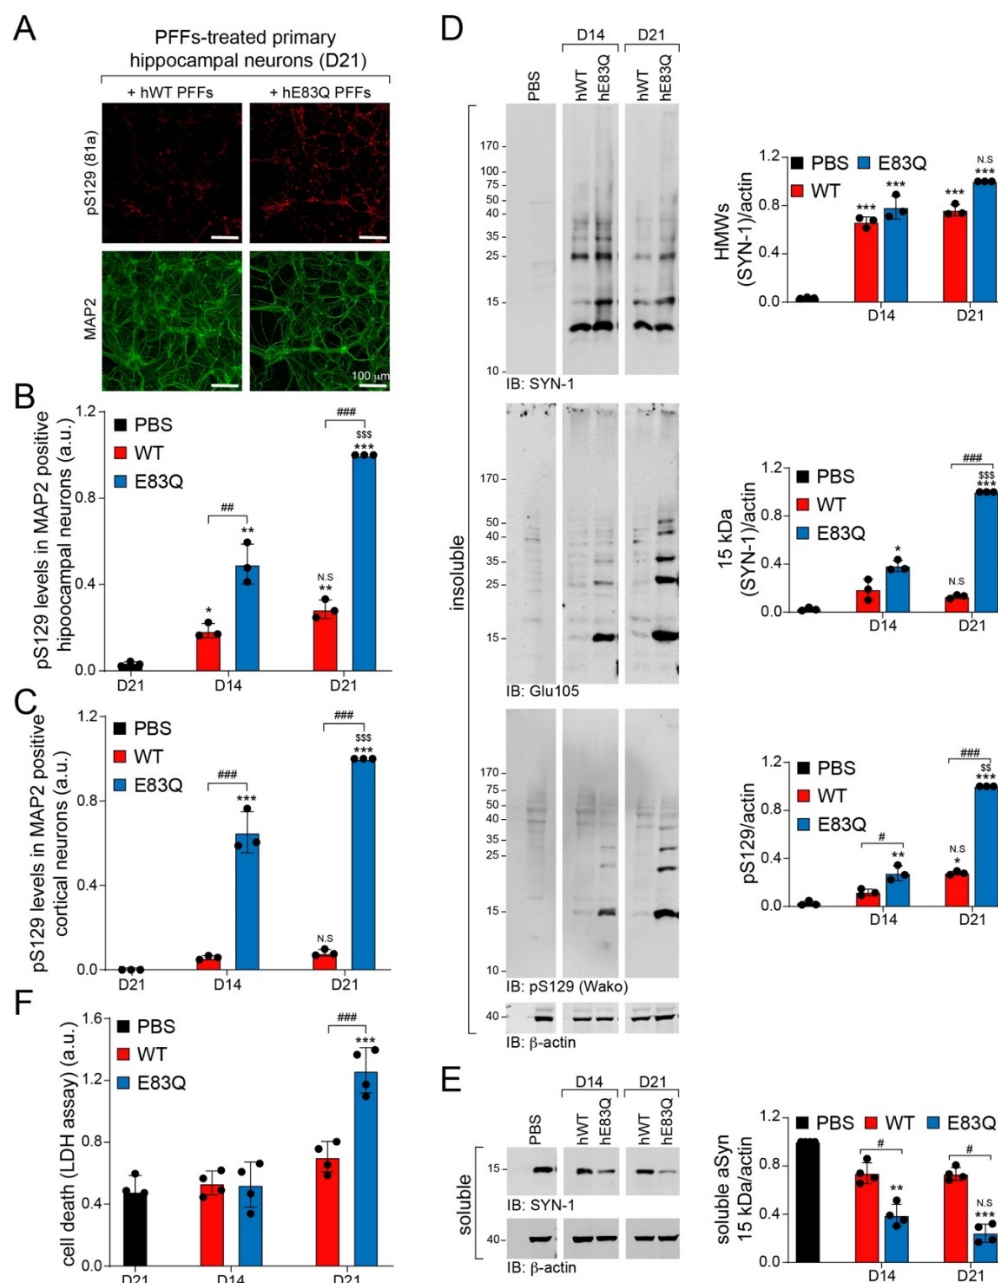 A
PFFs-treated primary
hippocampal neurons (D21)
+ hWT PFFs
+ hE83Q PFFs
pS129 (81a)
MAP2
100 µm
B
pS129 levels in MAP2 positive
hippocampal neurons (a.u.)
1.2
0.8
0.4
0.0
PBS
WT
E83Q
*
##
**
N.S
**
###
$$$
***
D21
D14
D21
C
pS129 levels in MAP2 positive
cortical neurons (a.u.)
1.2
0.8
0.4
0.0
PBS
WT
E83Q
###
***
N.S
###
$$$
***
D21
D14
D21
F
cell death (LDH assay) (a.u.)
1.6
1.2
0.8
0.4
0
PBS
WT
E83Q
###
***
D21
D14
D21
D
insoluble
D14
D21
PBS
hWT
hE83Q
hWT
hE83Q
170
100
75
50
40
35
25
15
10
IB: SYN-1
170
50
40
35
25
15
IB: Glu105
170
75
50
40
35
25
15
10
IB: pS129 (Wako)
40
IB: β-actin
HMWs
(SYN-1)/actin
1.2
0.8
0.4
0.0
PBS
E83Q
WT
***
***
***
N.S
***
D14
D21
15 kDa
(SYN-1)/actin
1.2
0.8
0.4
0.0
PBS
WT
E83Q
*
N.S
###
$$$
***
D14
D21
pS129/actin
1.2
0.8
0.4
0.0
PBS
WT
E83Q
#
**
N.S
*
###
$$
***
D14
D21
E
soluble
D14
D21
PBS
hWT
hE83Q
hWT
hE83Q
15
IB: SYN-1
40
IB: β-actin
soluble aSyn
15 kDa/actin
1.2
0.8
0.4
0.0
PBS
WT
E83Q
#
**
#
N.S
***
D14
D21